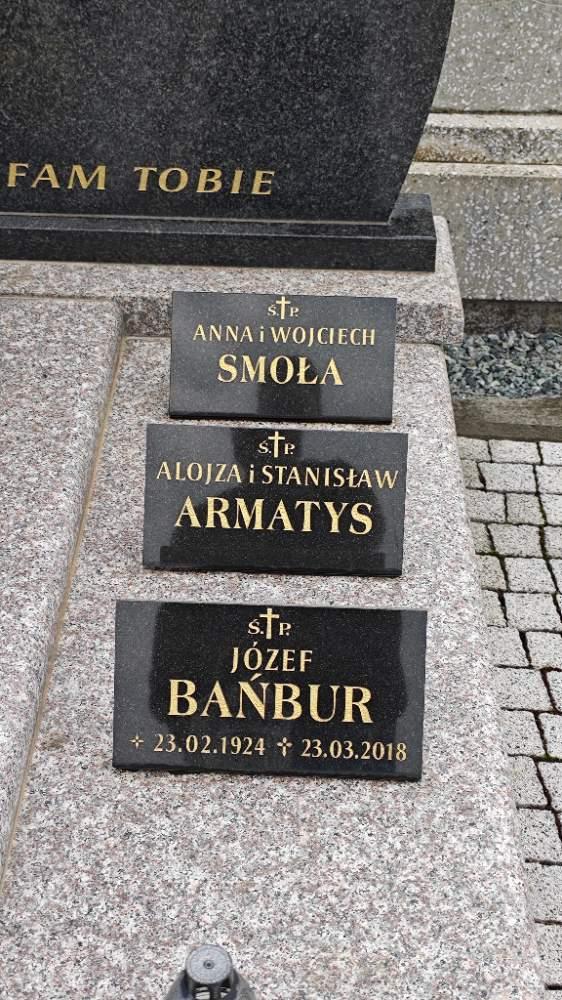 FAM TOBIE
Ś.✝P.
ANNA i WOJCIECH
SMOŁA
Ś.✝P.
ALOJZA i STANISŁAW
ARMATYS
Ś.✝P.
JÓZEF
BAŃBUR
✧ 23.02.1924 ✝ 23.03.2018